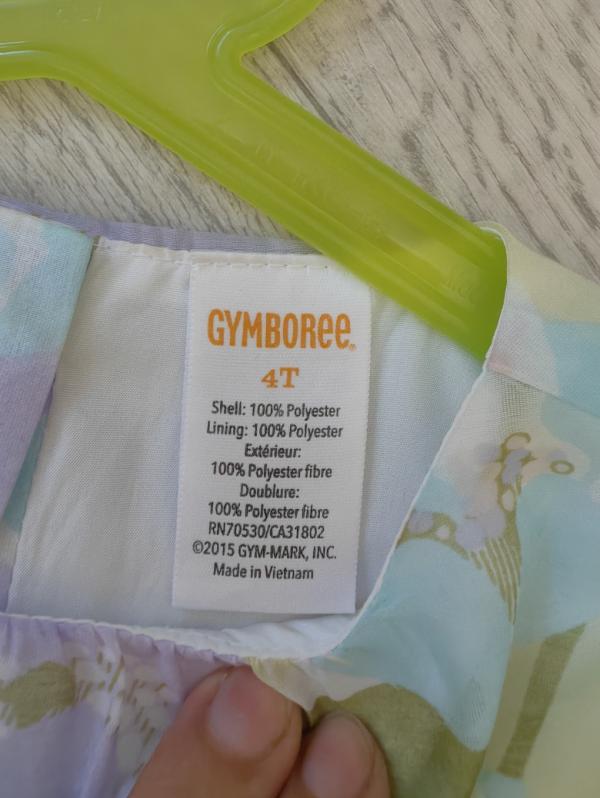 GYMBOREE®
4T
Shell: 100% Polyester
Lining: 100% Polyester
Extérieur:
100% Polyester fibre
Doublure:
100% Polyester fibre
RN70530/CA31802
©2015 GYM-MARK, INC.
Made in Vietnam